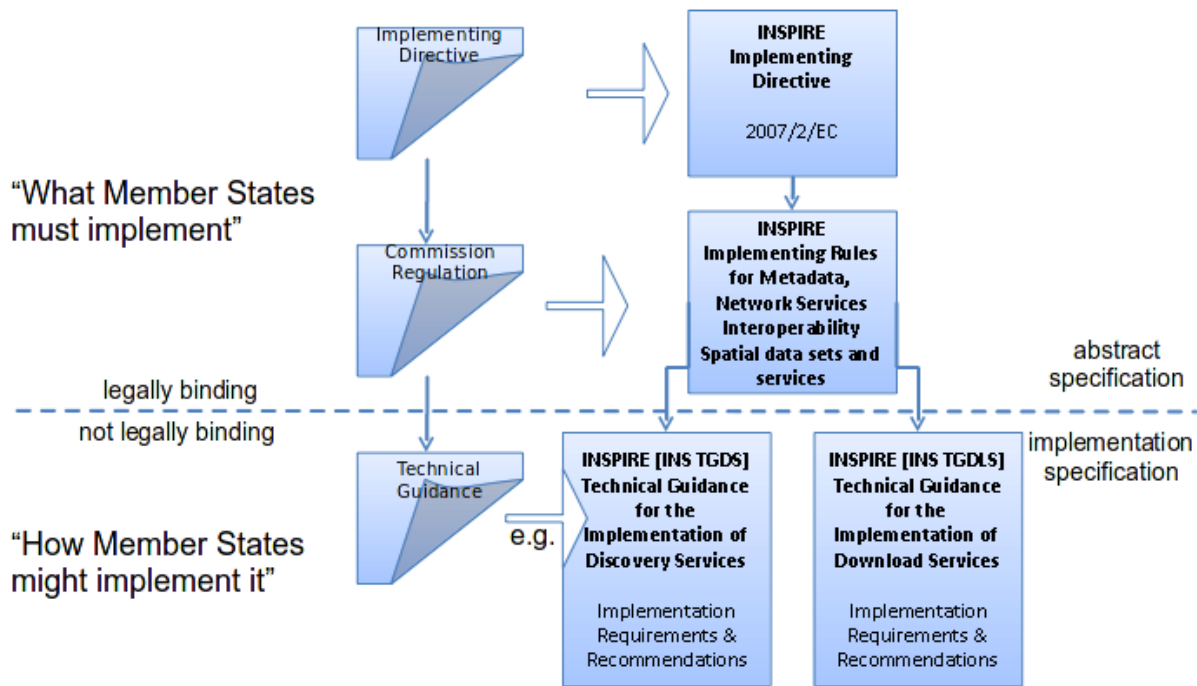 Implementing
Directive
INSPIRE
Implementing
Directive
2007/2/EC
“What Member States
must implement”
Commission
Regulation
INSPIRE
Implementing Rules
for Metadata,
Network Services
Interoperability
Spatial data sets and
services
abstract
specification
legally binding
not legally binding
implementation
specification
Technical
Guidance
e.g.
“How Member States
might implement it”
INSPIRE [INS TGDS]
Technical Guidance
for the
Implementation of
Discovery Services
Implementation
Requirements &
Recommendations
INSPIRE [INS TGDLS]
Technical Guidance
for the
Implementation of
Download Services
Implementation
Requirements &
Recommendations